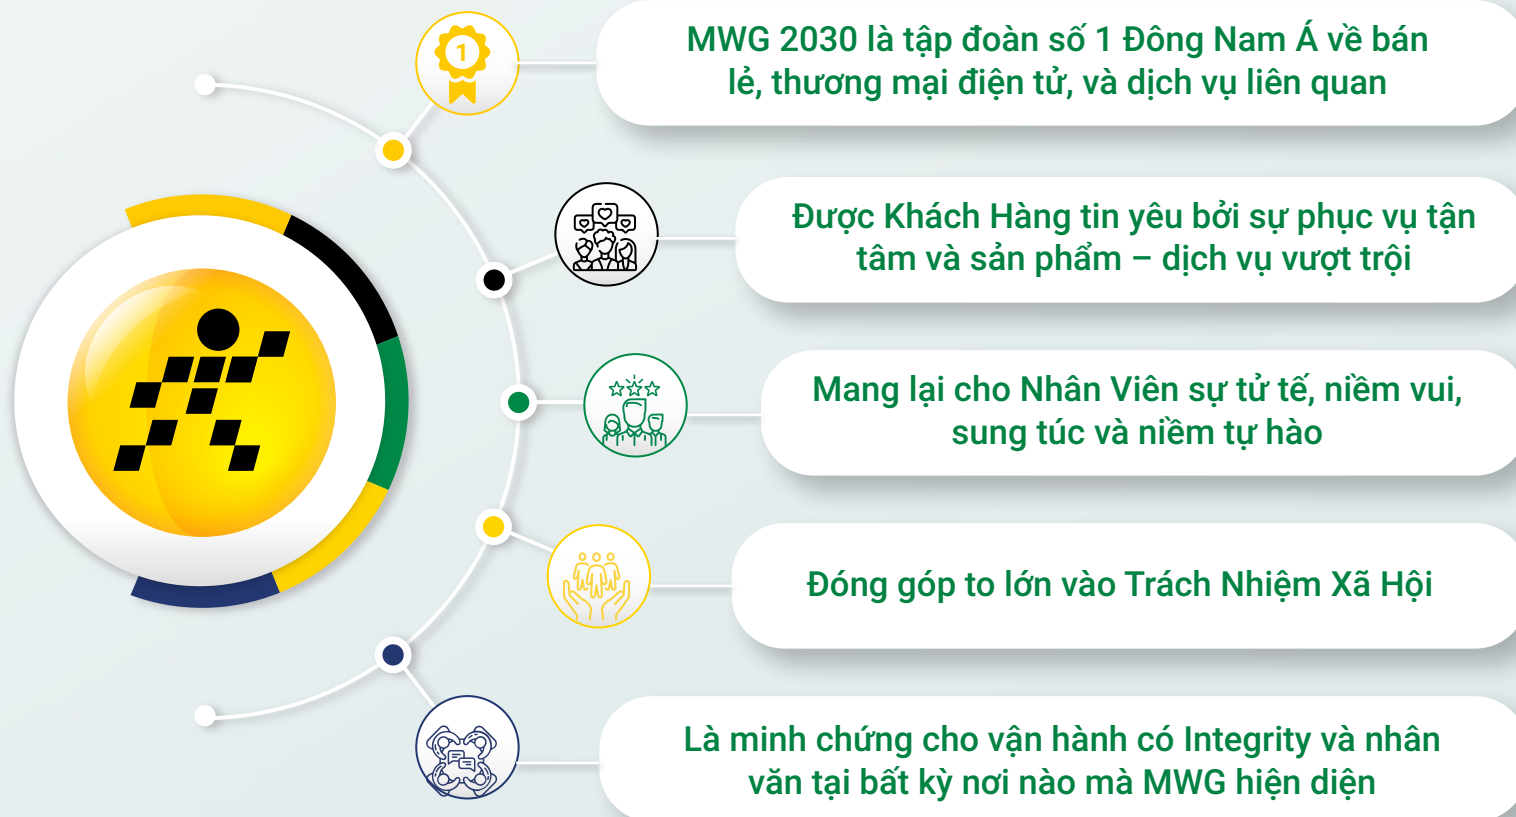 1
MWG 2030 là tập đoàn số 1 Đông Nam Á về bán
lẻ, thương mại điện tử, và dịch vụ liên quan
Được Khách Hàng tin yêu bởi sự phục vụ tận
tâm và sản phẩm – dịch vụ vượt trội
Mang lại cho Nhân Viên sự tử tế, niềm vui,
sung túc và niềm tự hào
Đóng góp to lớn vào Trách Nhiệm Xã Hội
Là minh chứng cho vận hành có Integrity và nhân
văn tại bất kỳ nơi nào mà MWG hiện diện